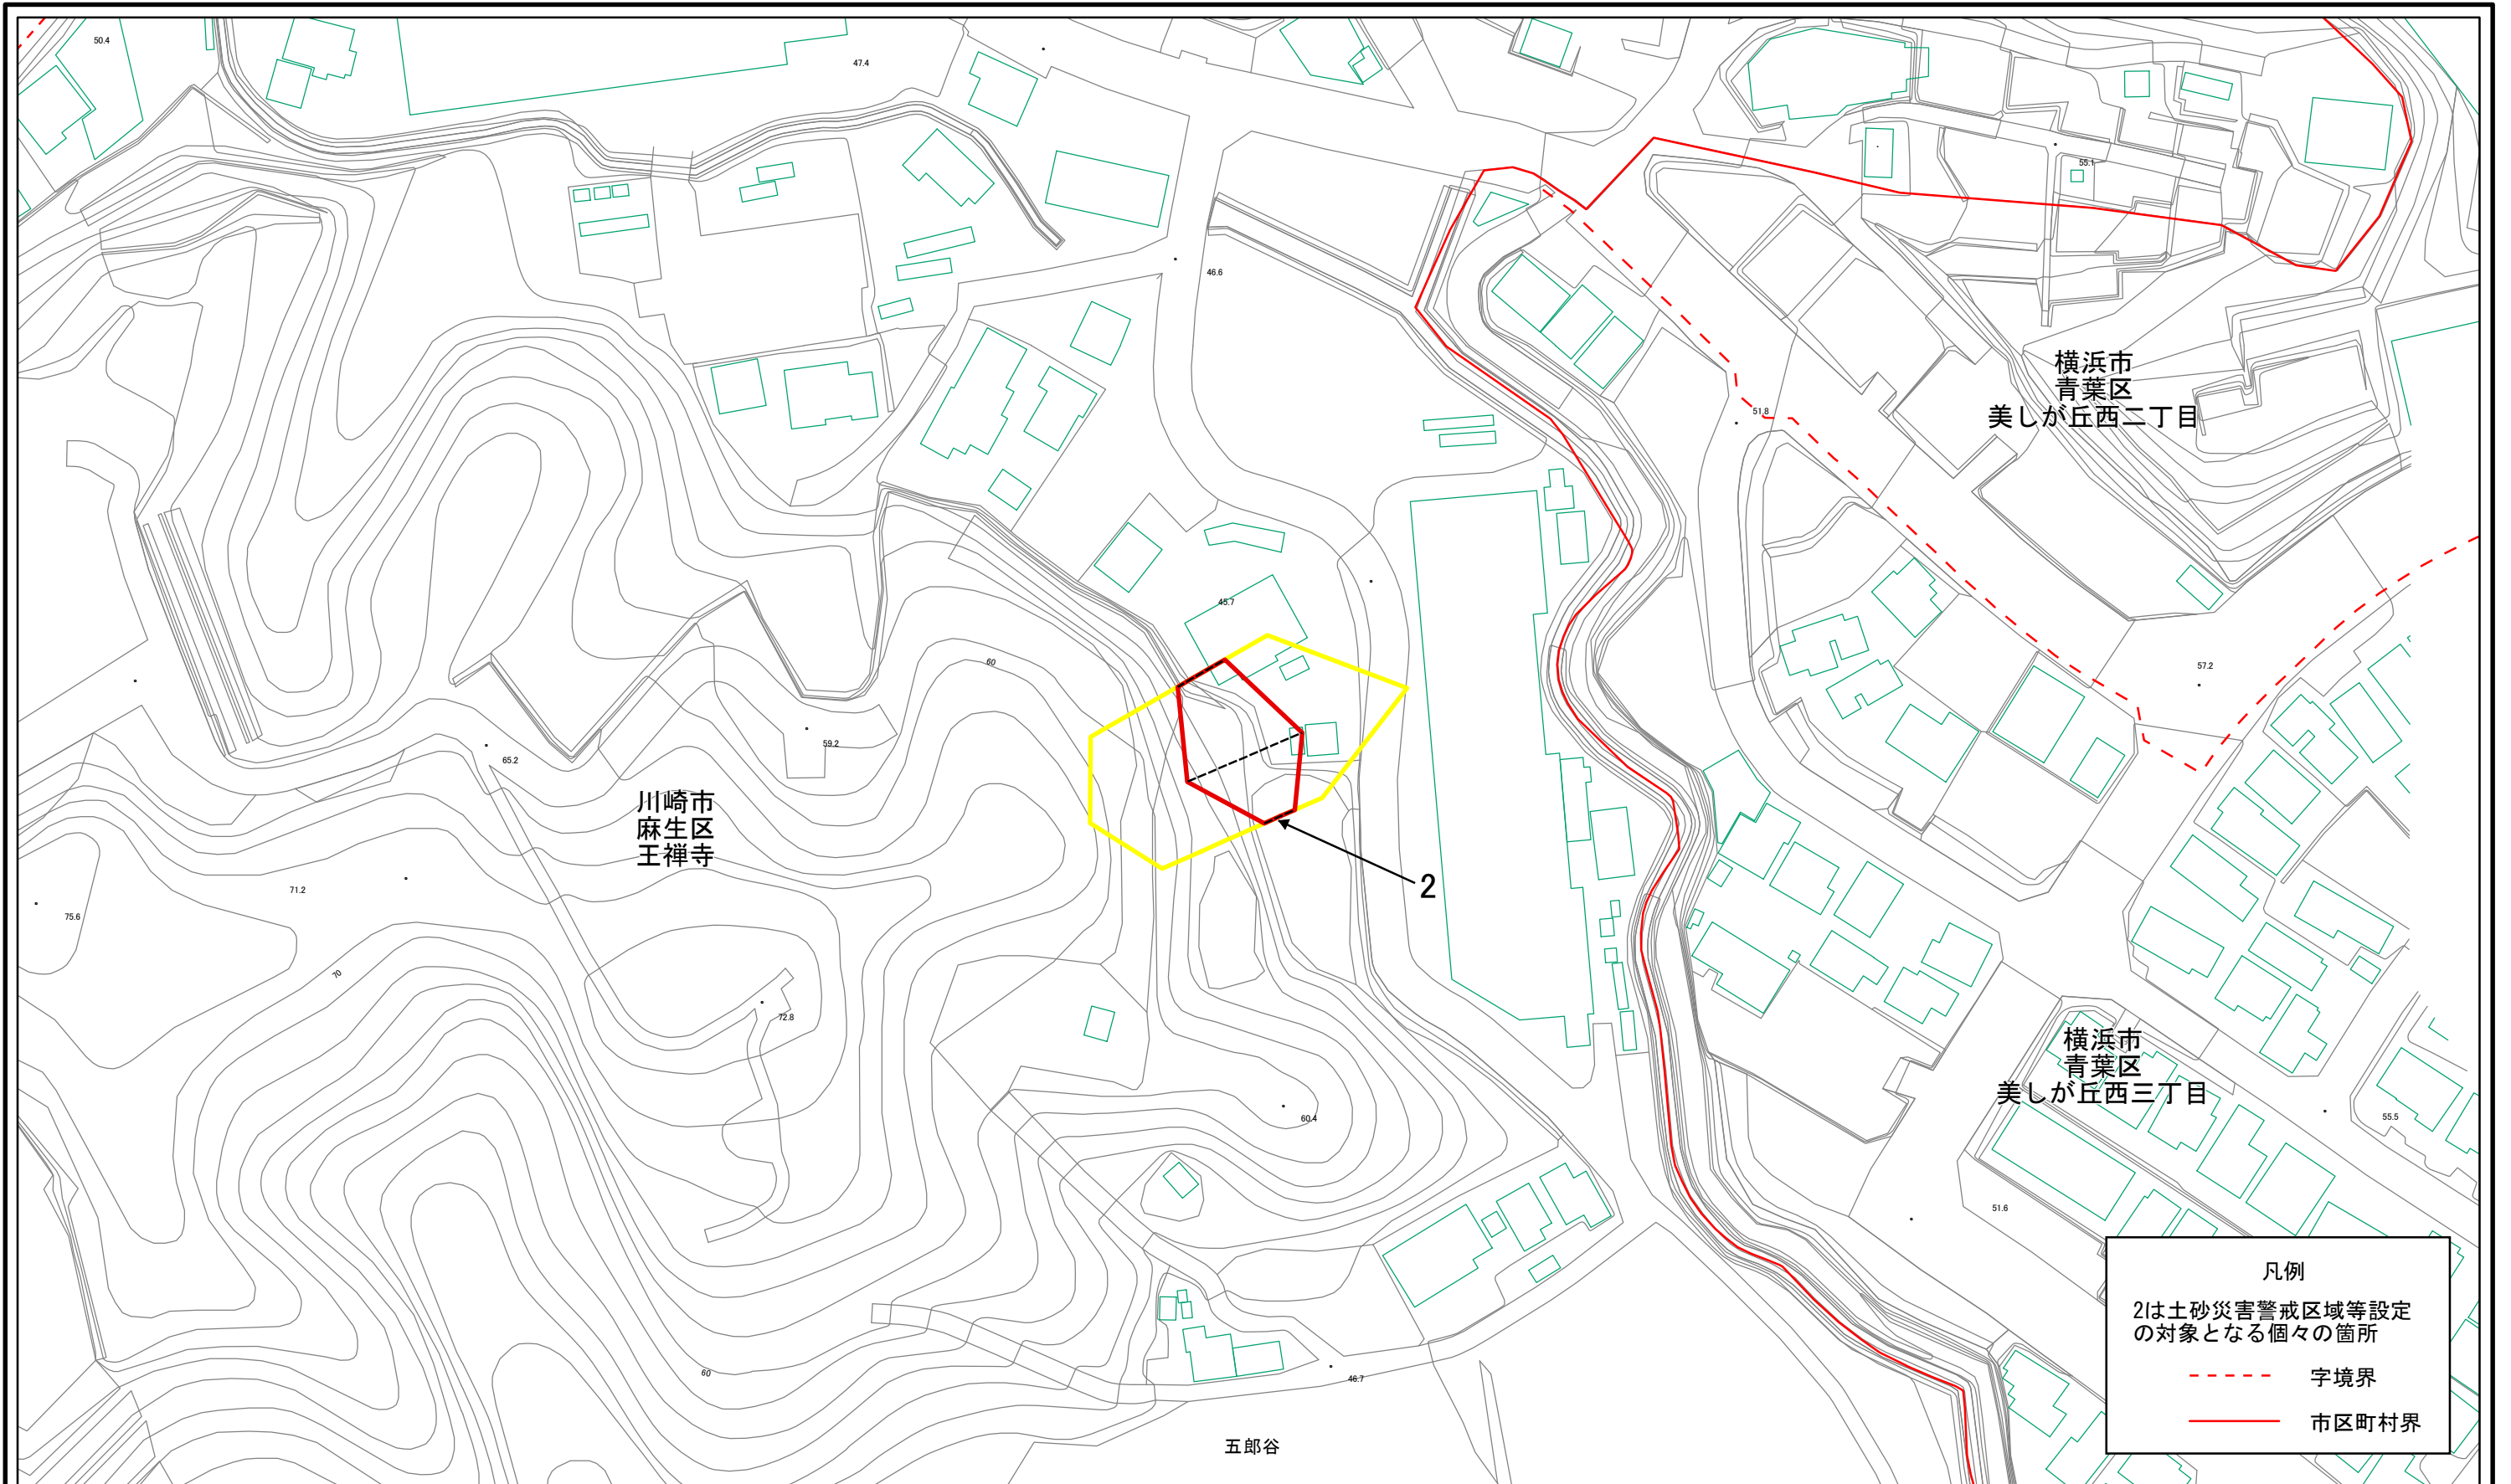 50.4
47.4
55.1
46.6
横浜市
青葉区
美しが丘西二丁目
51.8
45.7
60
57.2
59.2
65.2
川崎市
麻生区
王禅寺
2
71.2
75.6
70
72.8
横浜市
青葉区
美しが丘西三丁目
60.4
55.5
51.6
凡例
2は土砂災害警戒区域等設定
の対象となる個々の箇所
字境界
市区町村界
60
46.7
五郎谷